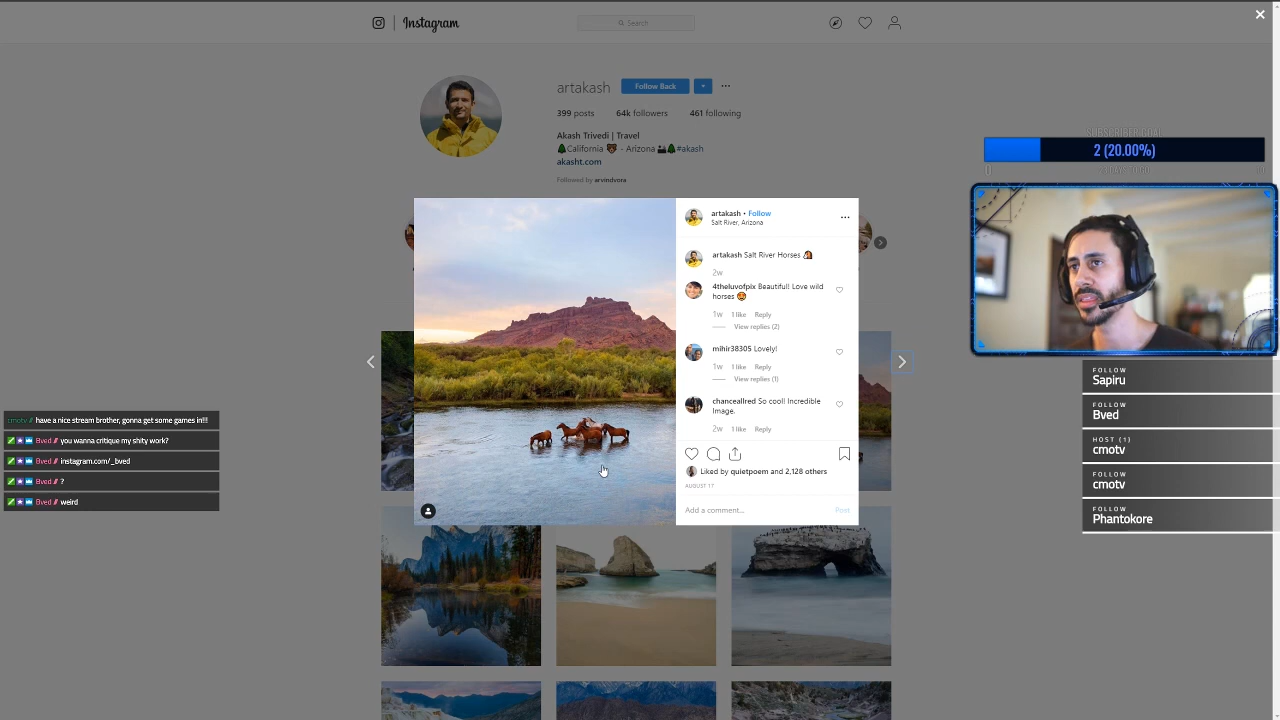 Instagram
Search
artakash
Follow Back
399 posts 64k followers 461 following
Akash Trivedi | Travel
🌲California 🐻 - Arizona 🏜🌲#akash
akasht.com
Followed by arvindvora
SUBSCRIBER GOAL
2 (20.00%)
artakash • Follow
Salt River, Arizona
artakash Salt River Horses 🐴
2w
4theluvofpix Beautiful! Love wild
horses 😍
1w 1 like Reply
View replies (2)
mihir38305 Lovely!
1w 1 like Reply
View replies (1)
chanceallred So cool! Incredible
Image.
2w Reply
Liked by quietpoem and 2,128 others
AUGUST 17
Add a comment... Post
cmotv // have a nice stream brother, gonna get some games in!!!
Bved // you wanna critique my shity work?
Bved // instagram.com/_bved
Bved // ?
Bved // weird
FOLLOW
Sapiru
FOLLOW
Bved
HOST (1)
cmotv
FOLLOW
cmotv
FOLLOW
Phantokore